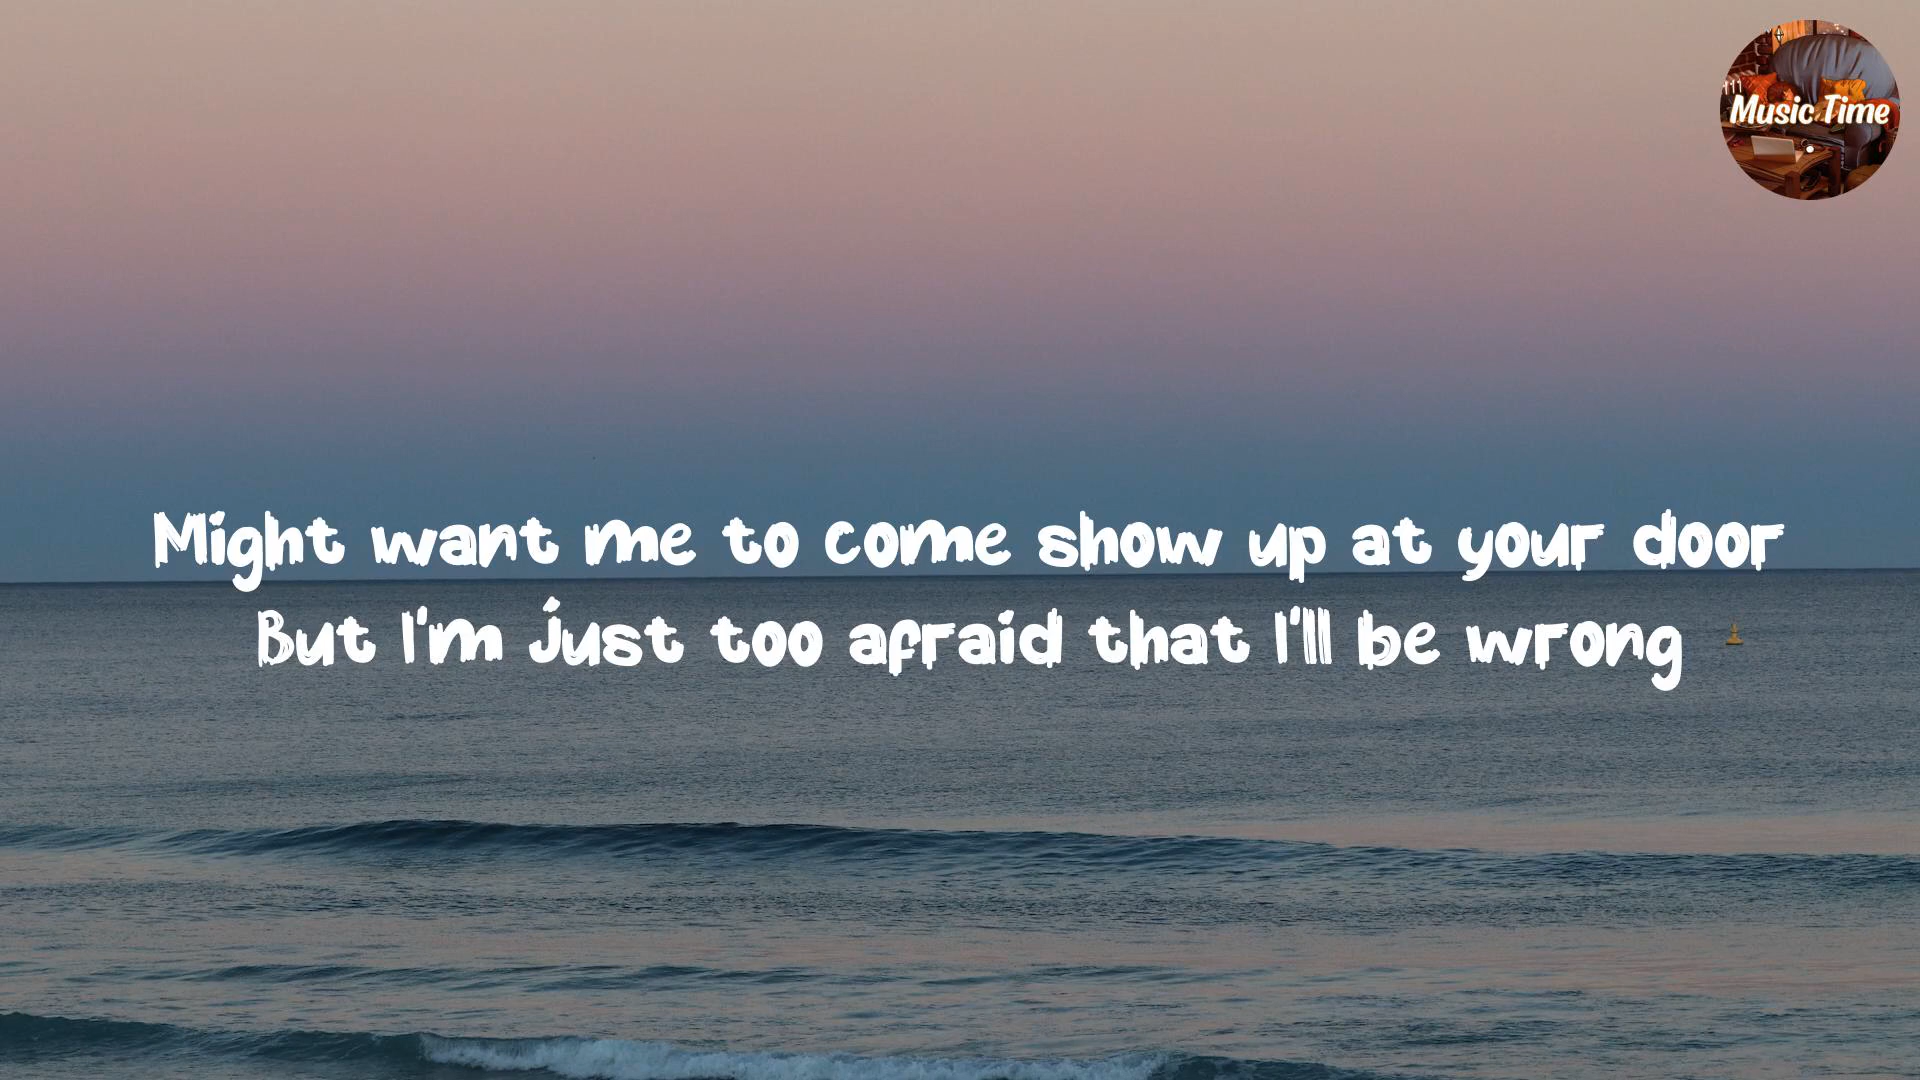 Music Time
Might want me to come show up at your door
But I'm just too afraid that I'll be wrong